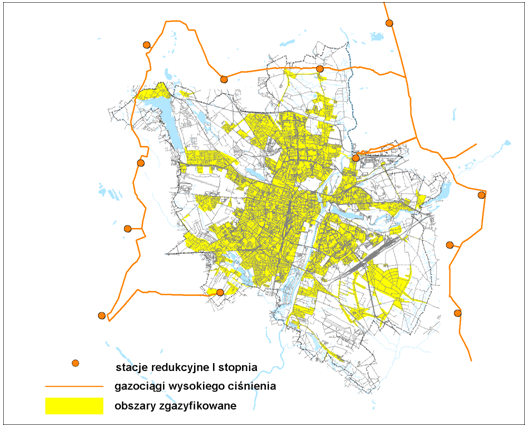 stacje redukcyjne I stopnia
gazociągi wysokiego ciśnienia
obszary zgazyfikowane